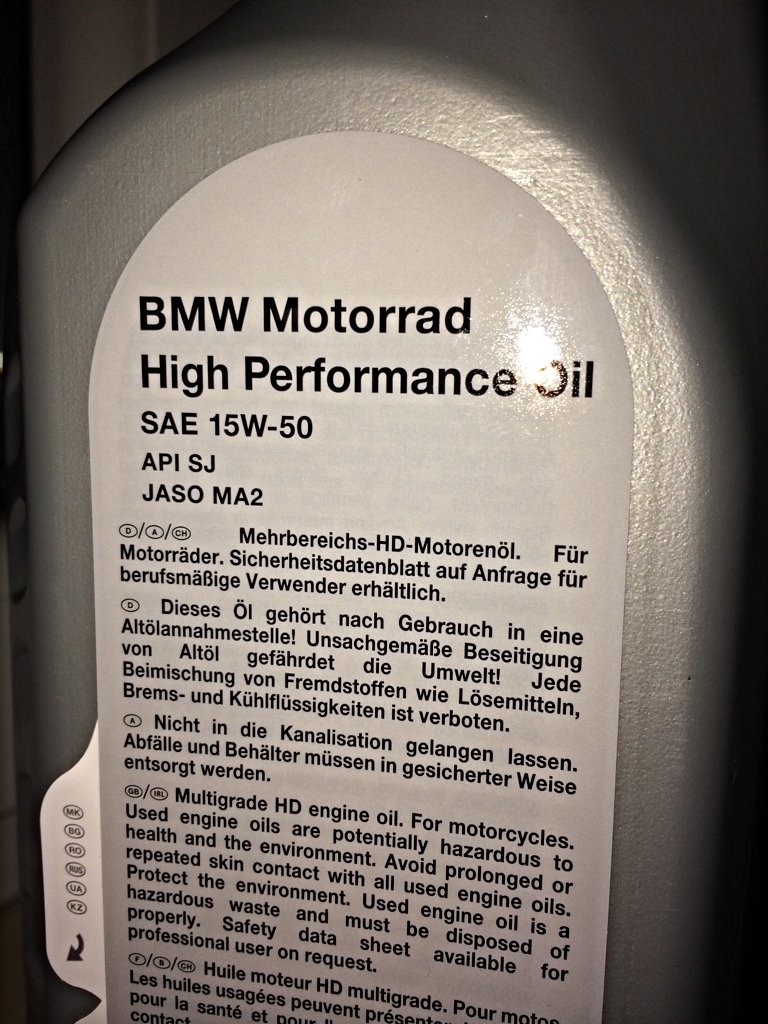 BMW Motorrad
High Performance Oil
SAE 15W-50
API SJ
JASO MA2
D/A/CH Mehrbereichs-HD-Motorenöl. Für
Motorräder. Sicherheitsdatenblatt auf Anfrage für
berufsmäßige Verwender erhältlich.
D Dieses Öl gehört nach Gebrauch in eine
Altölannahmestelle! Unsachgemäße Beseitigung
von Altöl gefährdet die Umwelt! Jede
Beimischung von Fremdstoffen wie Lösemitteln,
Brems- und Kühlflüssigkeiten ist verboten.
A Nicht in die Kanalisation gelangen lassen.
Abfälle und Behälter müssen in gesicherter Weise
entsorgt werden.
GB/IRL Multigrade HD engine oil. For motorcycles.
Used engine oils are potentially hazardous to
health and the environment. Avoid prolonged or
repeated skin contact with all used engine oils.
Protect the environment. Used engine oil is a
hazardous waste and must be disposed of
properly. Safety data sheet available for
professional user on request.
F/B/CH Huile moteur HD multigrade. Pour motos.
Les huiles usagées peuvent présenter
pour la santé et pour
contact
MK
BG
RO
RUS
UA
KZ